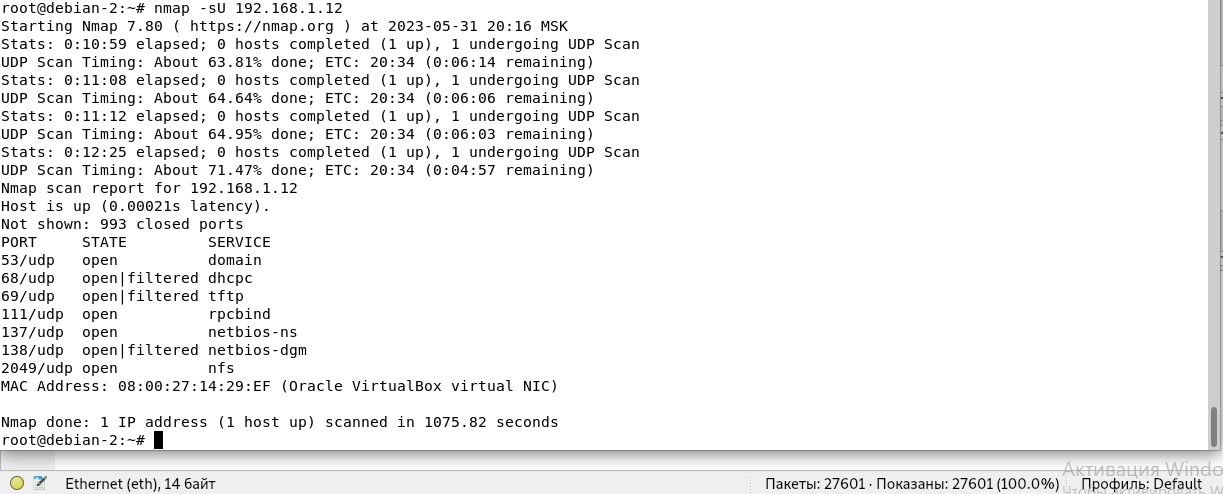 root@debian-2:~# nmap -sU 192.168.1.12
Starting Nmap 7.80 ( https://nmap.org ) at 2023-05-31 20:16 MSK
Stats: 0:10:59 elapsed; 0 hosts completed (1 up), 1 undergoing UDP Scan
UDP Scan Timing: About 63.81% done; ETC: 20:34 (0:06:14 remaining)
Stats: 0:11:08 elapsed; 0 hosts completed (1 up), 1 undergoing UDP Scan
UDP Scan Timing: About 64.64% done; ETC: 20:34 (0:06:06 remaining)
Stats: 0:11:12 elapsed; 0 hosts completed (1 up), 1 undergoing UDP Scan
UDP Scan Timing: About 64.95% done; ETC: 20:34 (0:06:03 remaining)
Stats: 0:12:25 elapsed; 0 hosts completed (1 up), 1 undergoing UDP Scan
UDP Scan Timing: About 71.47% done; ETC: 20:34 (0:04:57 remaining)
Nmap scan report for 192.168.1.12
Host is up (0.00021s latency).
Not shown: 993 closed ports
PORT     STATE         SERVICE
53/udp   open          domain
68/udp   open|filtered dhcpc
69/udp   open|filtered tftp
111/udp  open          rpcbind
137/udp  open          netbios-ns
138/udp  open|filtered netbios-dgm
2049/udp open          nfs
MAC Address: 08:00:27:14:29:EF (Oracle VirtualBox virtual NIC)
Nmap done: 1 IP address (1 host up) scanned in 1075.82 seconds
root@debian-2:~#
Активация Windo
Ethernet (eth), 14 байт Пакеты: 27601 · Показаны: 27601 (100.0%) Профиль: Default